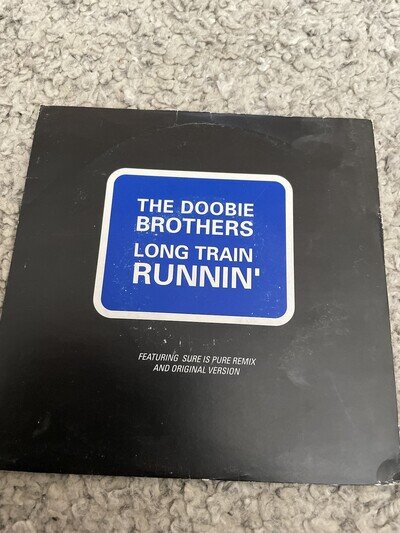 THE DOOBIE
BROTHERS
LONG TRAIN
RUNNIN'
FEATURING SURE IS PURE REMIX
AND ORIGINAL VERSION